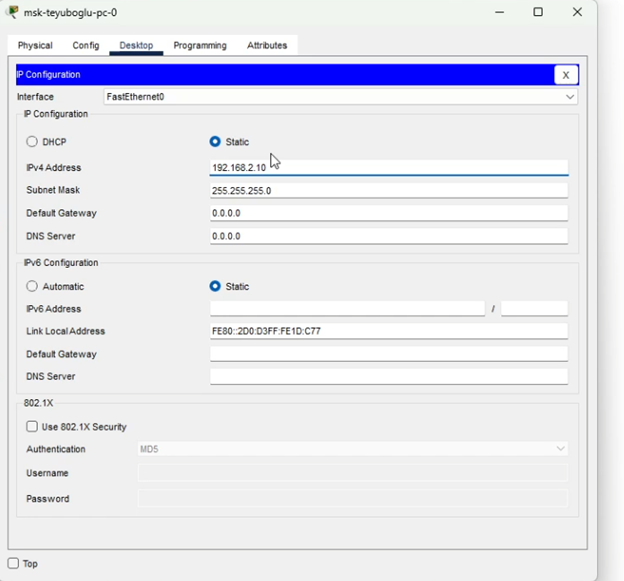 msk-teyuboglu-pc-0
Physical Config Desktop Programming Attributes
IP Configuration X
Interface FastEthernet0
IP Configuration
DHCP Static
IPv4 Address 192.168.2.10
Subnet Mask 255.255.255.0
Default Gateway 0.0.0.0
DNS Server 0.0.0.0
IPv6 Configuration
Automatic Static
IPv6 Address /
Link Local Address FE80::2D0:D3FF:FE1D:C77
Default Gateway
DNS Server
802.1X
Use 802.1X Security
Authentication MD5
Username
Password
Top